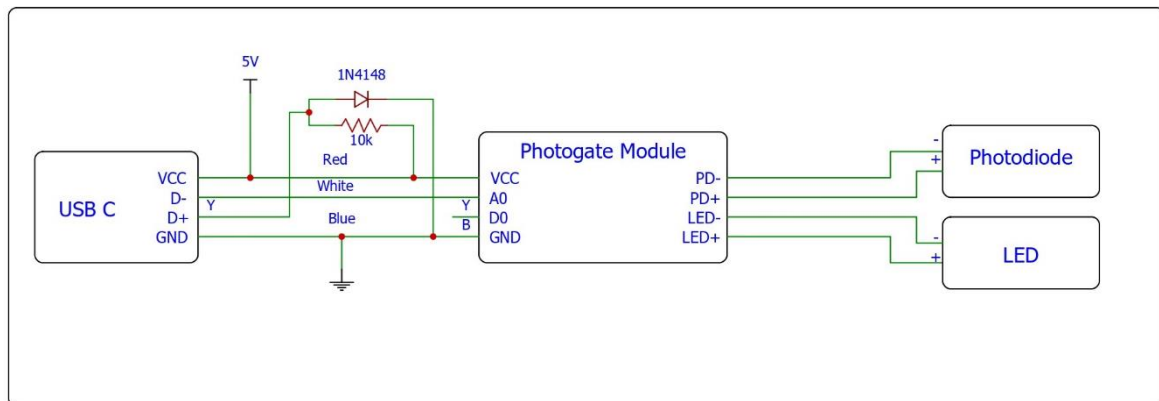 5V
1N4148
10k
Red
White
Blue
USB C
VCC
D-
D+
GND
Y
Photogate Module
VCC
A0
D0
GND
Y
B
PD-
PD+
LED-
LED+
-
+
Photodiode
-
+
LED